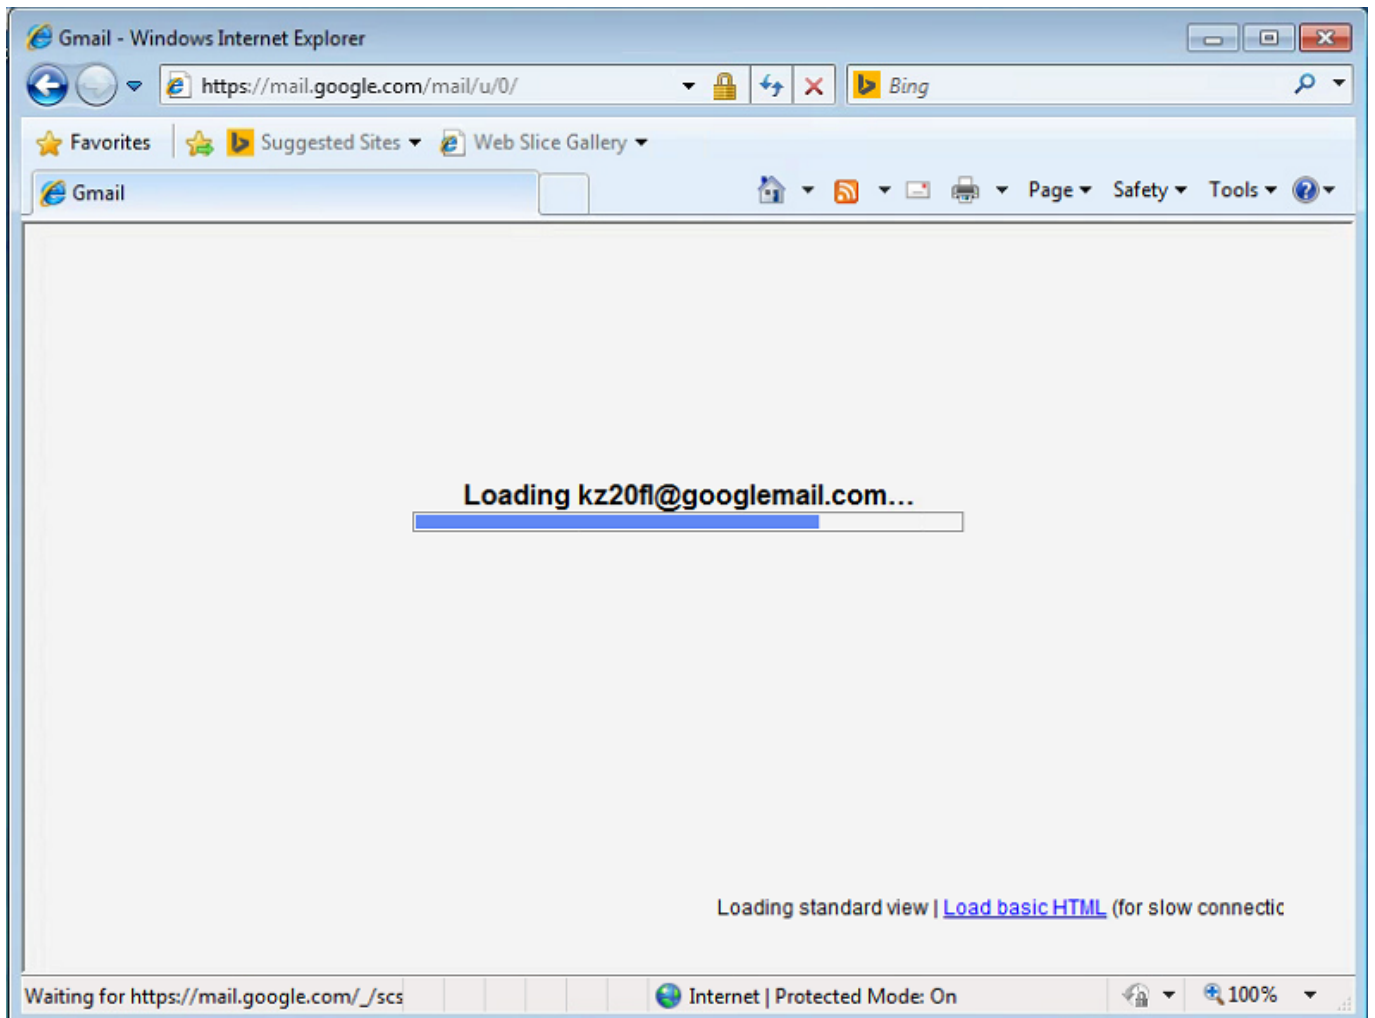 Gmail - Windows Internet Explorer
https://mail.google.com/mail/u/0/
Bing
Favorites Suggested Sites Web Slice Gallery
Gmail
Page Safety Tools
Loading kz20fl@googlemail.com...
Loading standard view | Load basic HTML (for slow connectic
Waiting for https://mail.google.com/_/scs Internet | Protected Mode: On 100%